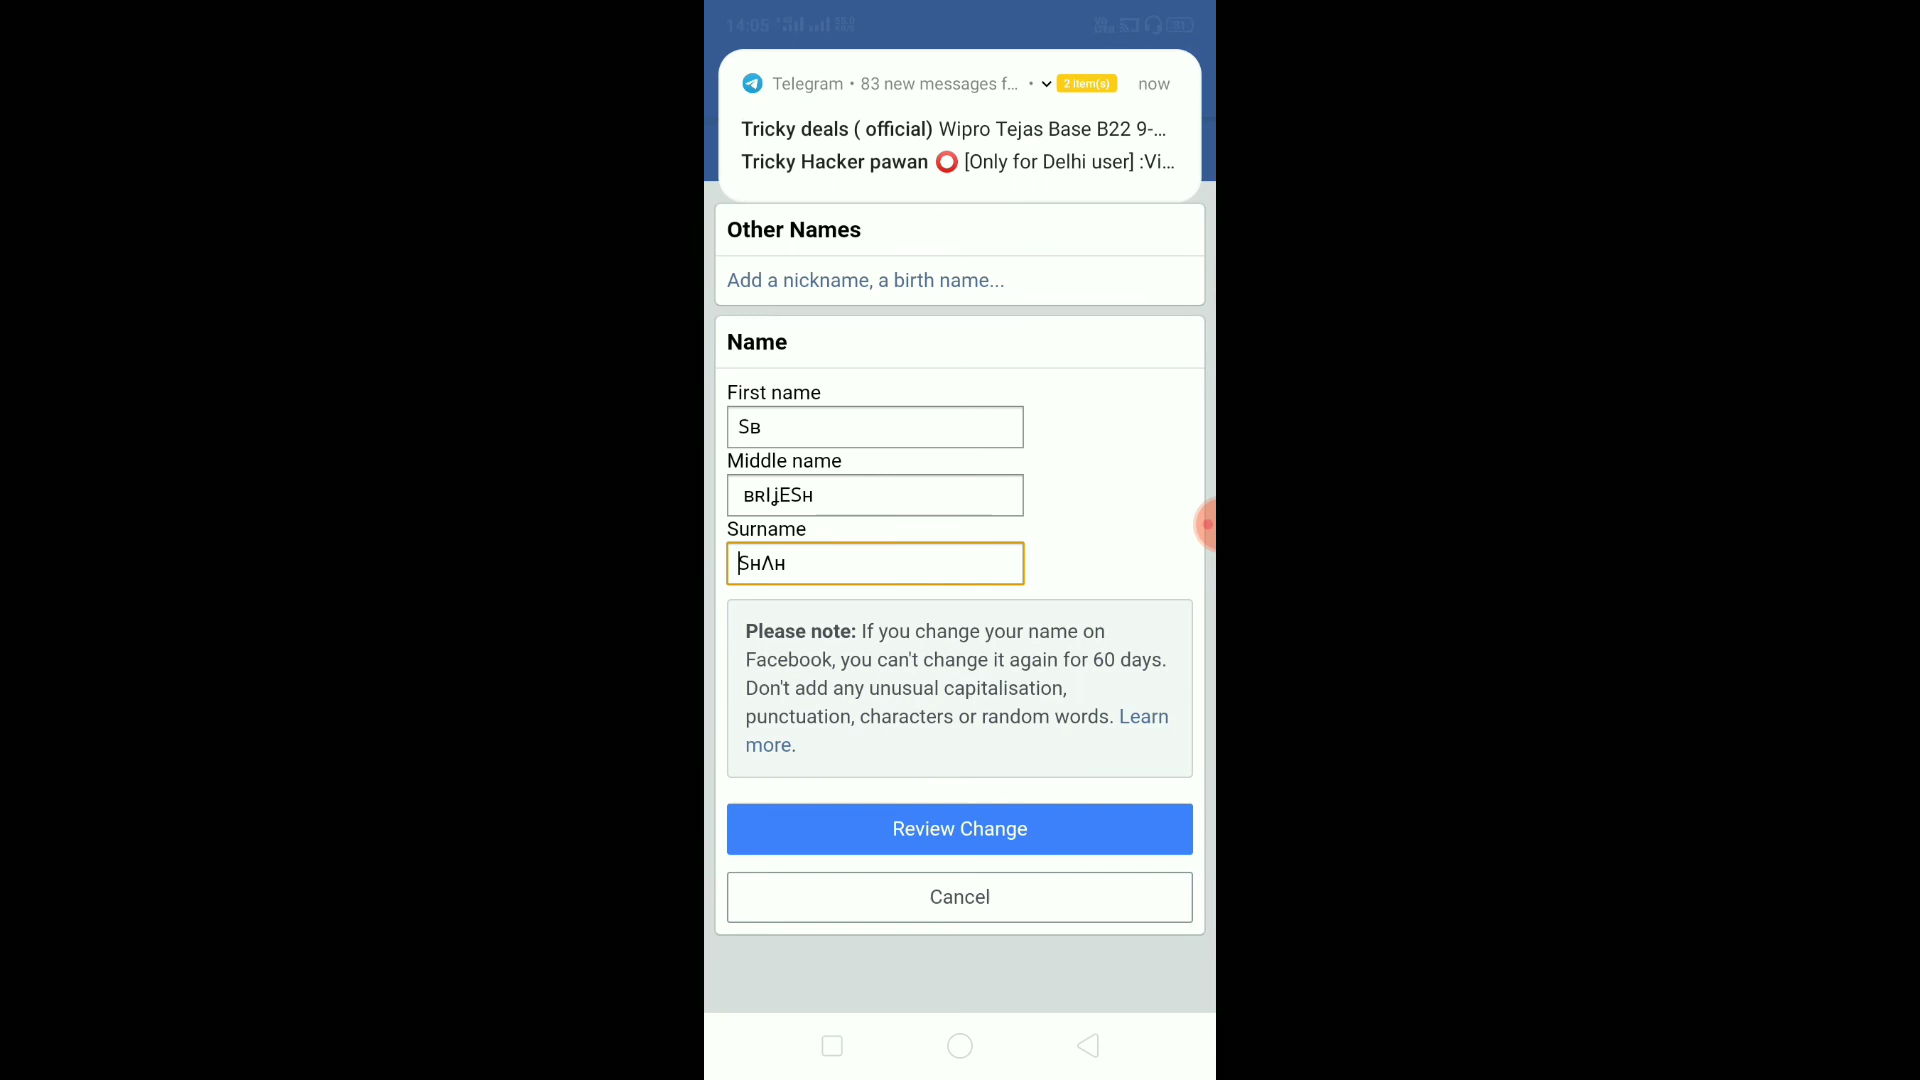 14:05
Telegram • 83 new messages f... • 2 item(s) now
Tricky deals ( official) Wipro Tejas Base B22 9-...
Tricky Hacker pawan ⭕ [Only for Delhi user] :Vi...
Other Names
Add a nickname, a birth name...
Name
First name
Sʙ
Middle name
ʙʀIʝESʜ
Surname
SʜɅʜ
Please note: If you change your name on
Facebook, you can't change it again for 60 days.
Don't add any unusual capitalisation,
punctuation, characters or random words. Learn
more.
Review Change
Cancel